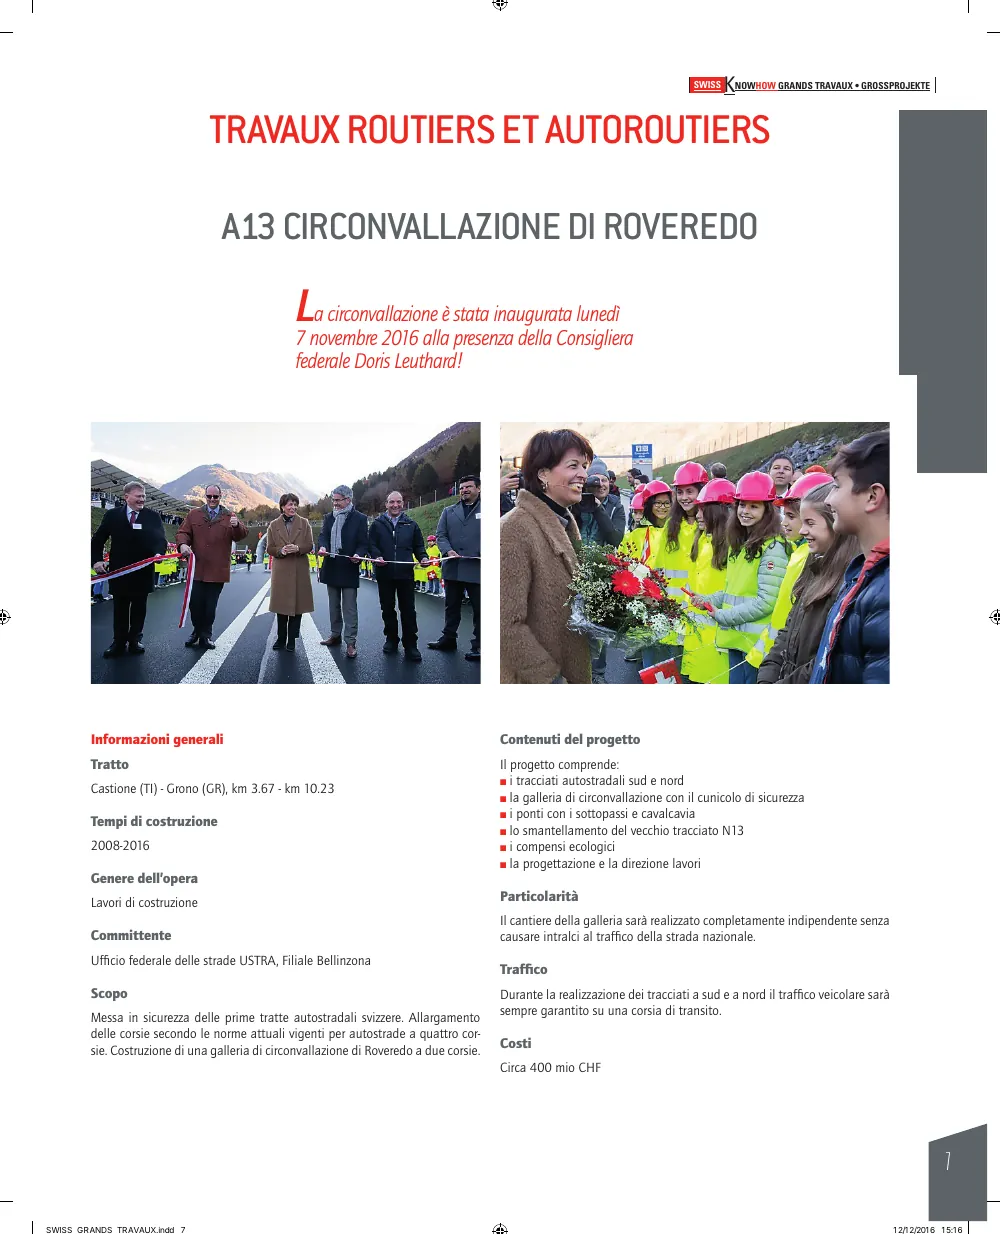 SWISS KNOWHOW GRANDS TRAVAUX • GROSSPROJEKTE
TRAVAUX ROUTIERS ET AUTOROUTIERS
A13 CIRCONVALLAZIONE DI ROVEREDO
La circonvallazione è stata inaugurata lunedì
7 novembre 2016 alla presenza della Consigliera
federale Doris Leuthard!
Informazioni generali
Tratto
Castione (TI) - Grono (GR), km 3.67 - km 10.23
Tempi di costruzione
2008-2016
Genere dell'opera
Lavori di costruzione
Committente
Ufficio federale delle strade USTRA, Filiale Bellinzona
Scopo
Messa in sicurezza delle prime tratte autostradali svizzere. Allargamento
delle corsie secondo le norme attuali vigenti per autostrade a quattro cor-
sie. Costruzione di una galleria di circonvallazione di Roveredo a due corsie.
Contenuti del progetto
Il progetto comprende:
■ i tracciati autostradali sud e nord
■ la galleria di circonvallazione con il cunicolo di sicurezza
■ i ponti con i sottopassi e cavalcavia
■ lo smantellamento del vecchio tracciato N13
■ i compensi ecologici
■ la progettazione e la direzione lavori
Particolarità
Il cantiere della galleria sarà realizzato completamente indipendente senza
causare intralci al traffico della strada nazionale.
Traffico
Durante la realizzazione dei tracciati a sud e a nord il traffico veicolare sarà
sempre garantito su una corsia di transito.
Costi
Circa 400 mio CHF
1
SWISS GRANDS TRAVAUX.indd 7
12/12/2016 15:16